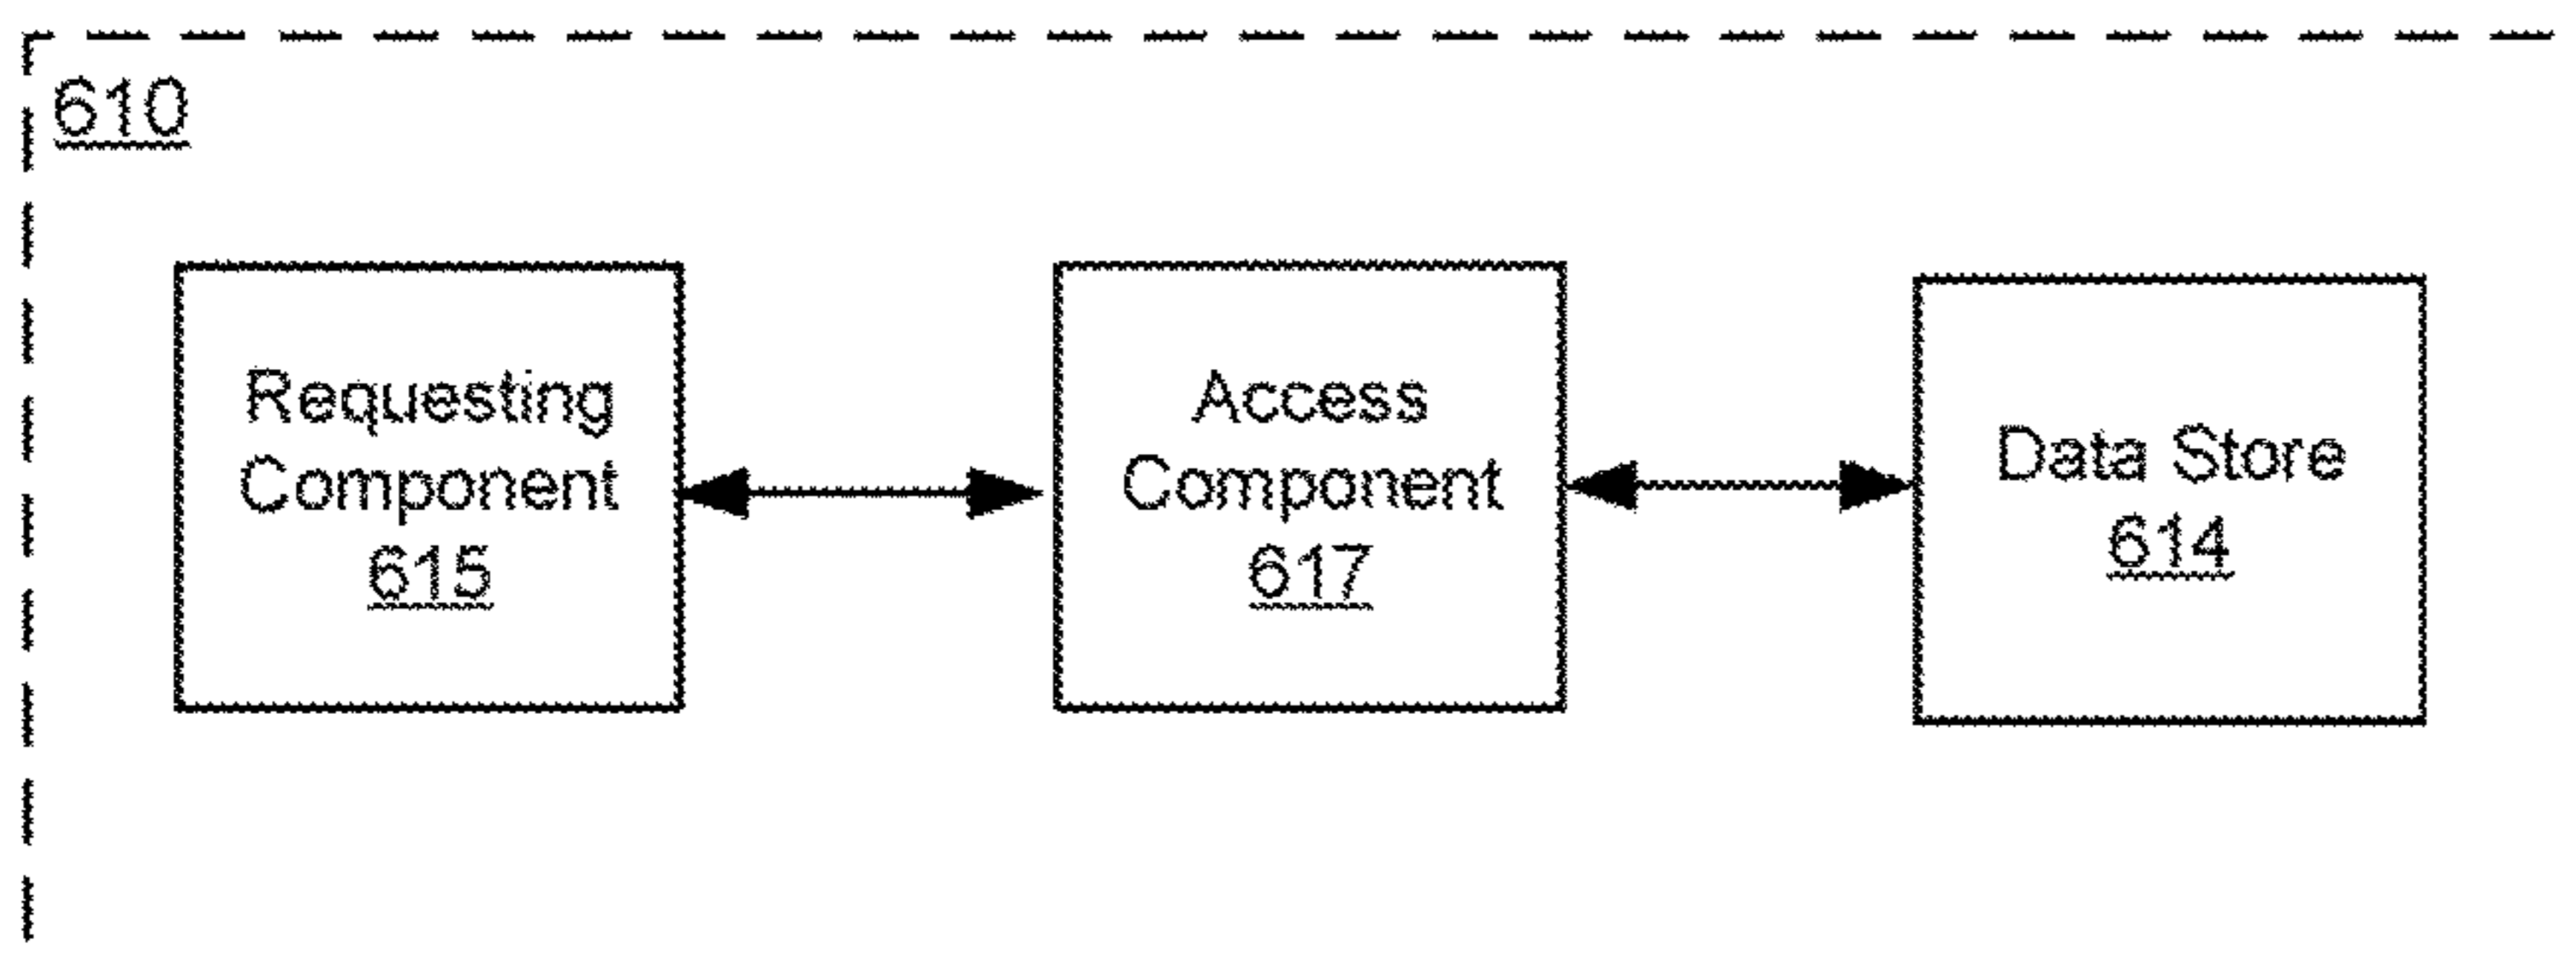 610
Requesting
Component
615
Access
Component
617
Data Store
614